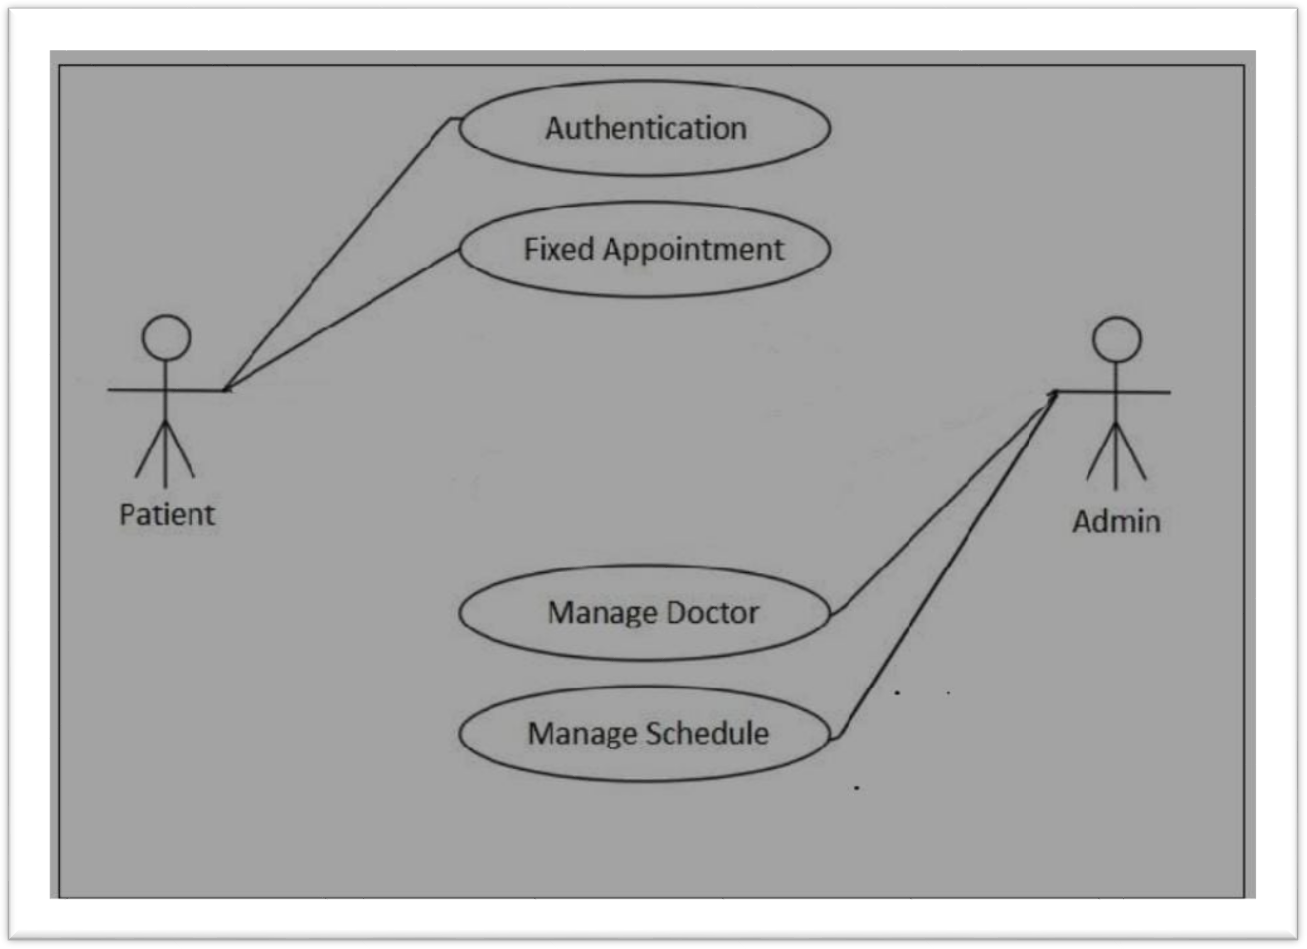 Authentication
Fixed Appointment
Patient
Admin
Manage Doctor
Manage Schedule